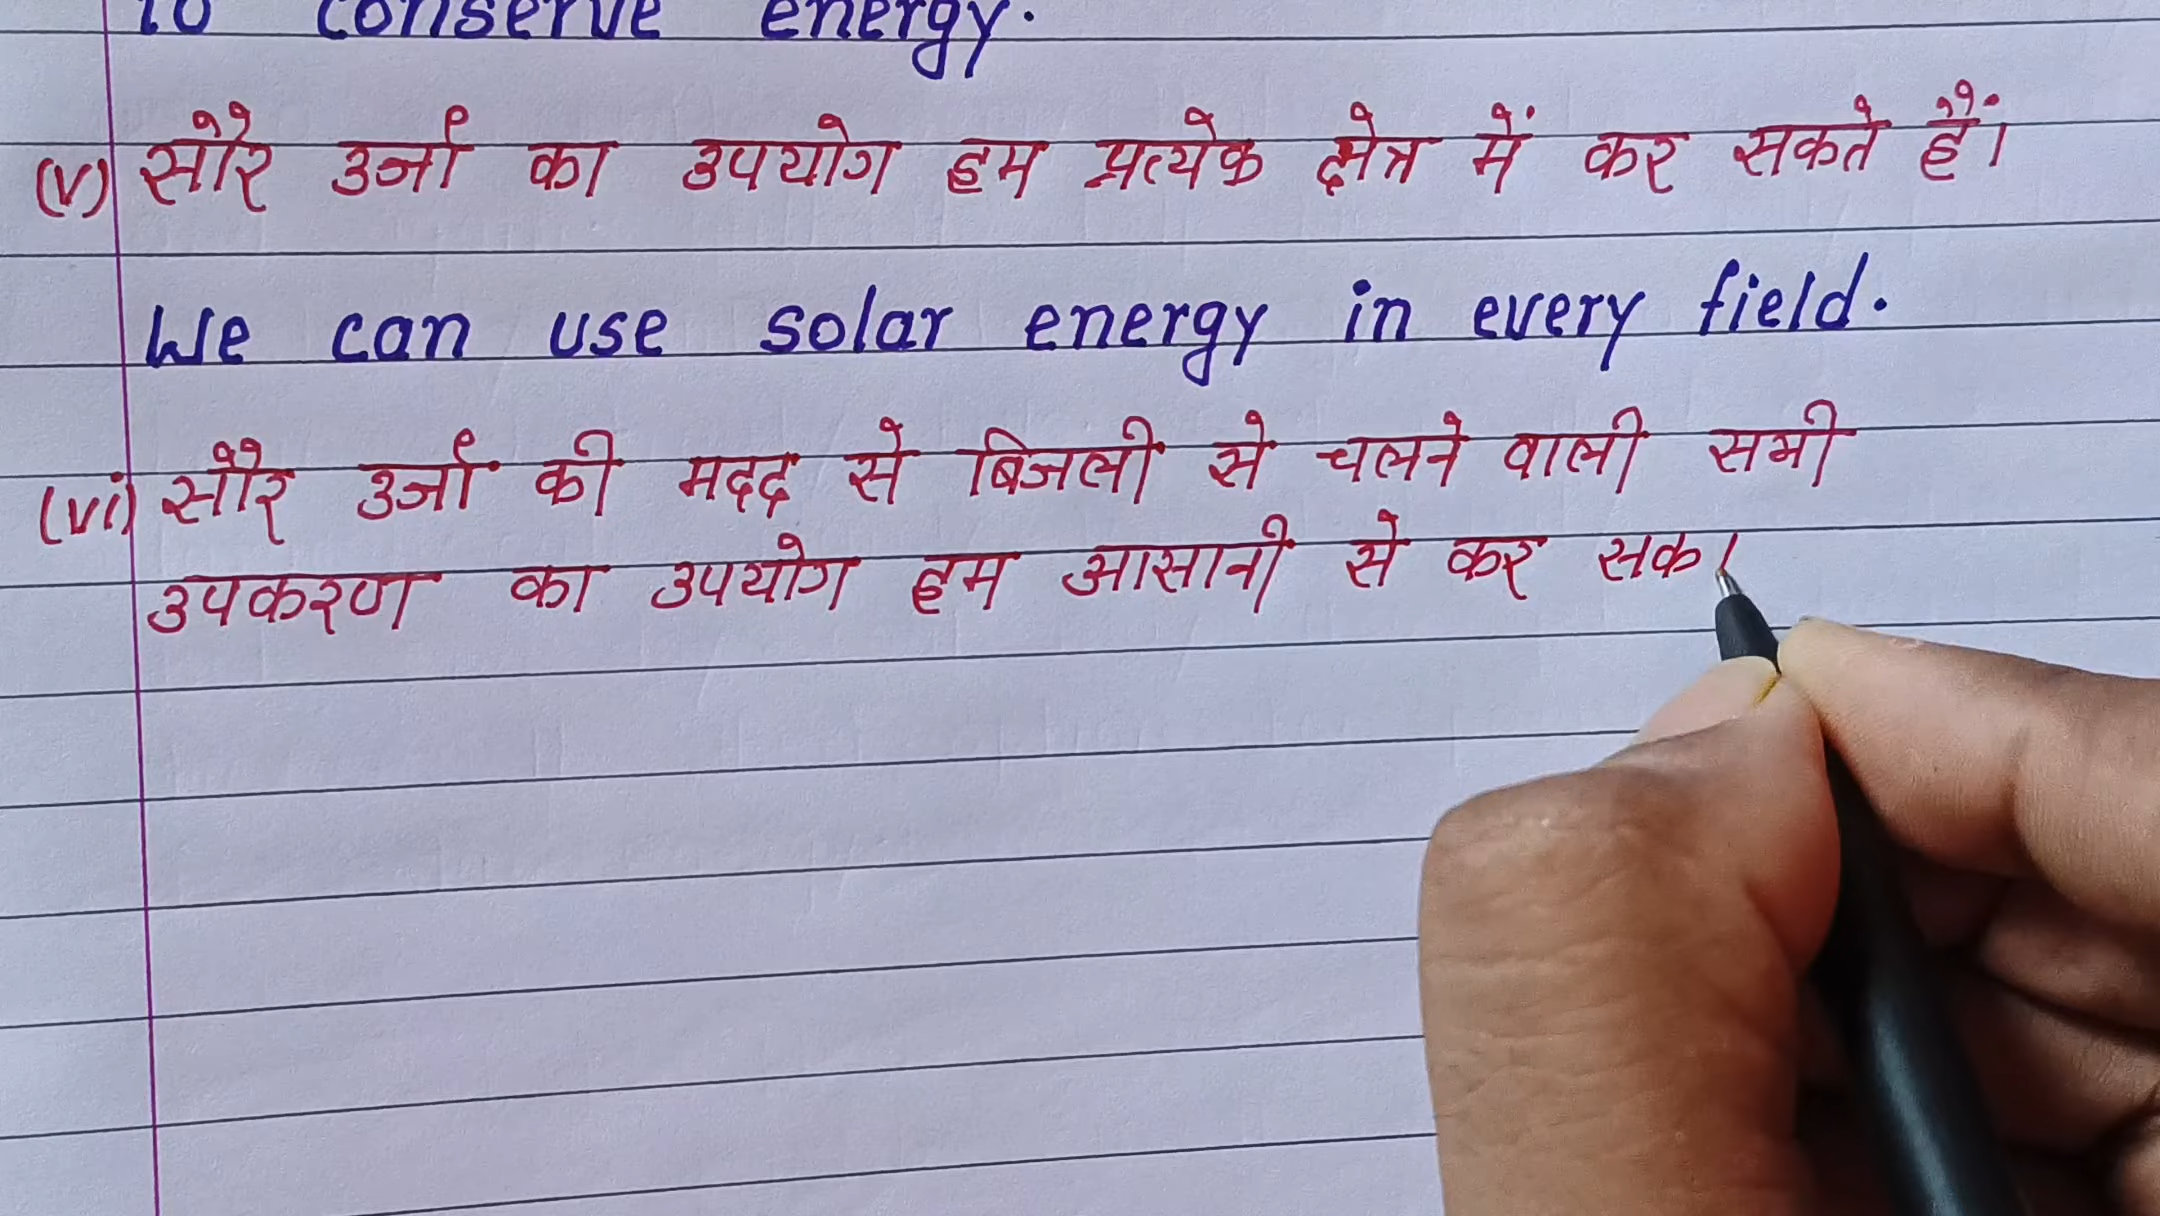 to conserve energy.
(v) सौर उर्जा का उपयोग हम प्रत्येक क्षेत्र में कर सकते हैं।
We can use solar energy in every field.
(vi) सौर उर्जा की मदद से बिजली से चलने वाली सभी
उपकरण का उपयोग हम आसानी से कर सक